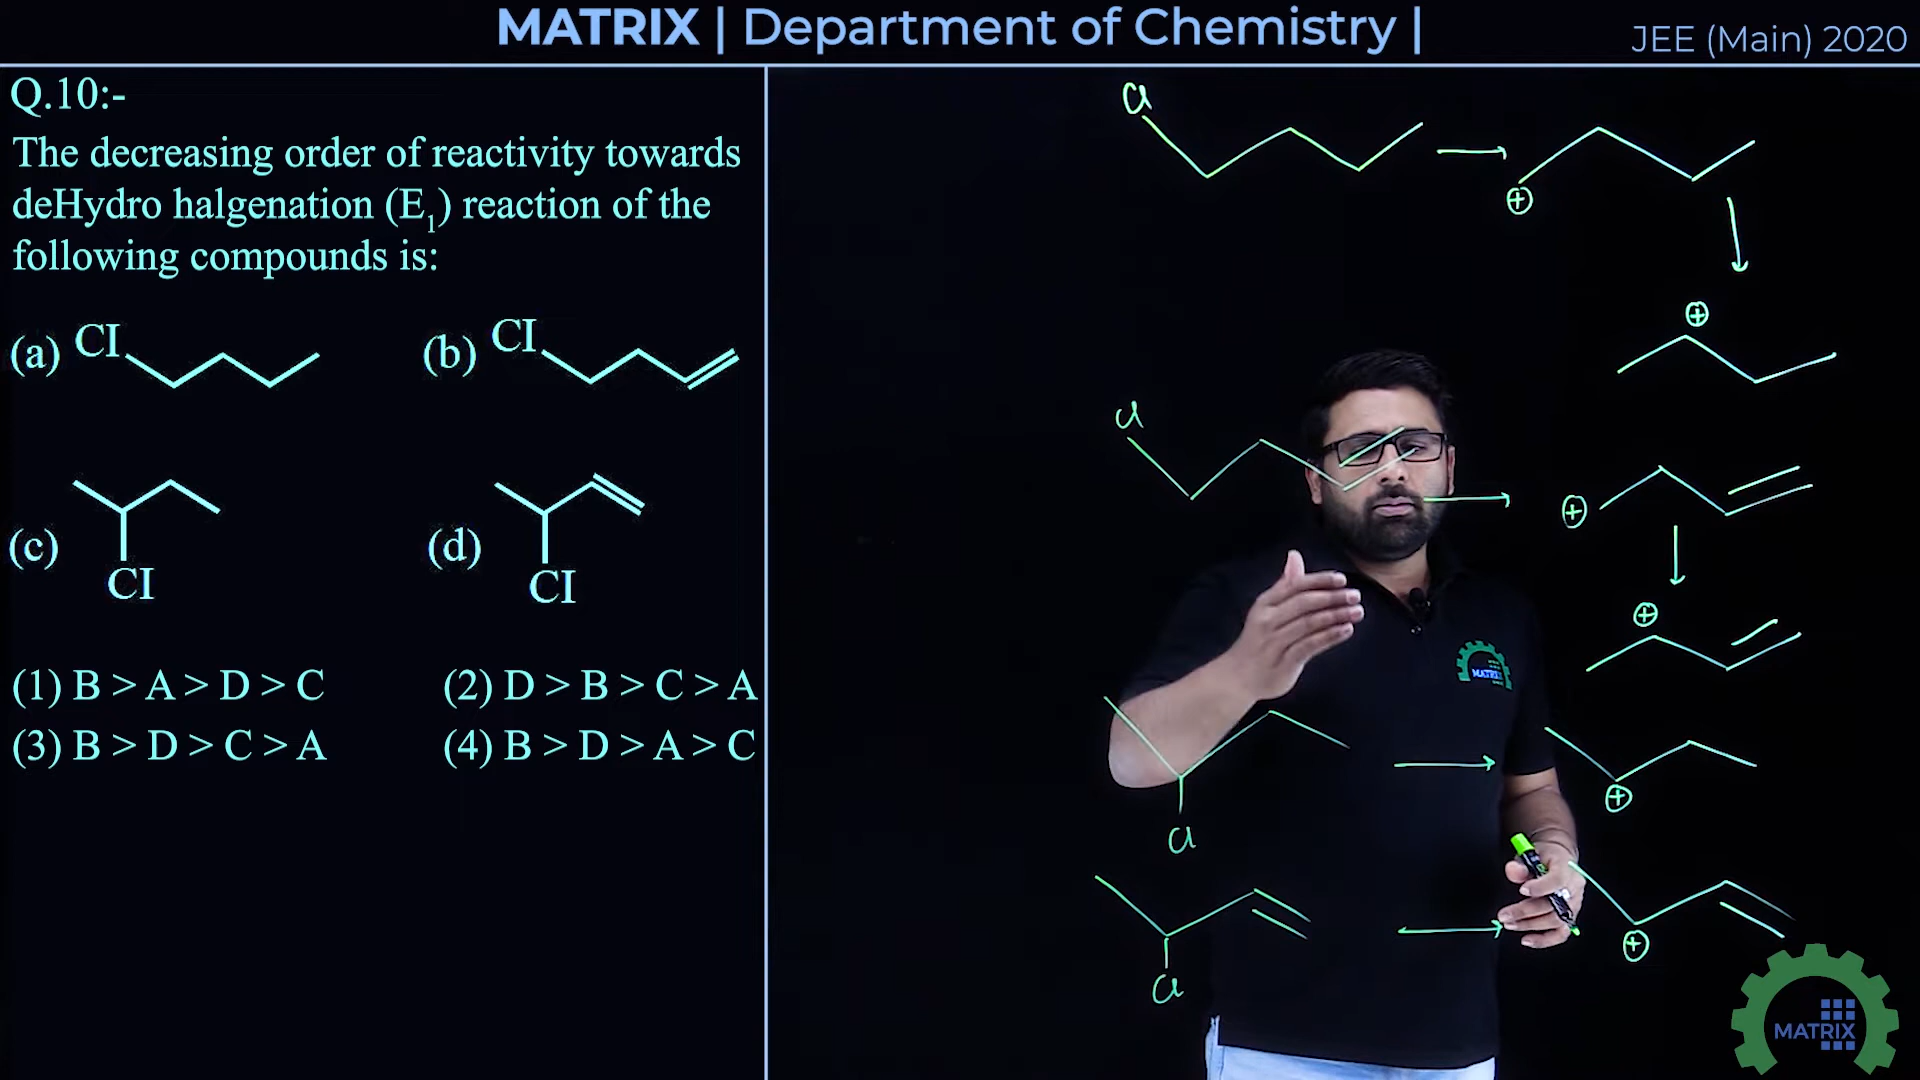 MATRIX | Department of Chemistry |
JEE (Main) 2020
Q.10:-
The decreasing order of reactivity towards
deHydro halgenation (E₁) reaction of the
following compounds is:
(a) CI
(b) CI
(c) CI
(d) CI
(1) B > A > D > C
(2) D > B > C > A
(3) B > D > C > A
(4) B > D > A > C
Cl
⊕
⊕
Cl
⊕
⊕
Cl
⊕
Cl
⊕
MATRIX
MATRIX